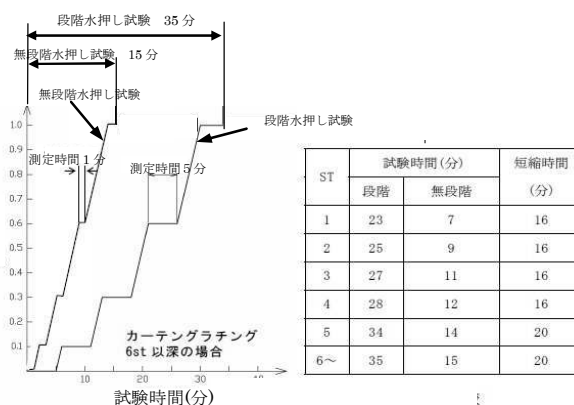 段階水押し試験 35 分
無段階水押し試験 15 分
無段階水押し試験
段階水押し試験
1.0
0.9
測定時間 1 分
測定時間 5 分
0.8
0.7
0.6
0.5
0.4
0.3
0.2
0.1
カーテングラチング
6st 以深の場合
0.0
10 20 30 40
試験時間(分)
ST 試験時間(分) 短縮時間(分)
段階 無段階
1 23 7 16
2 25 9 16
3 27 11 16
4 28 12 16
5 34 14 20
6～ 35 15 20